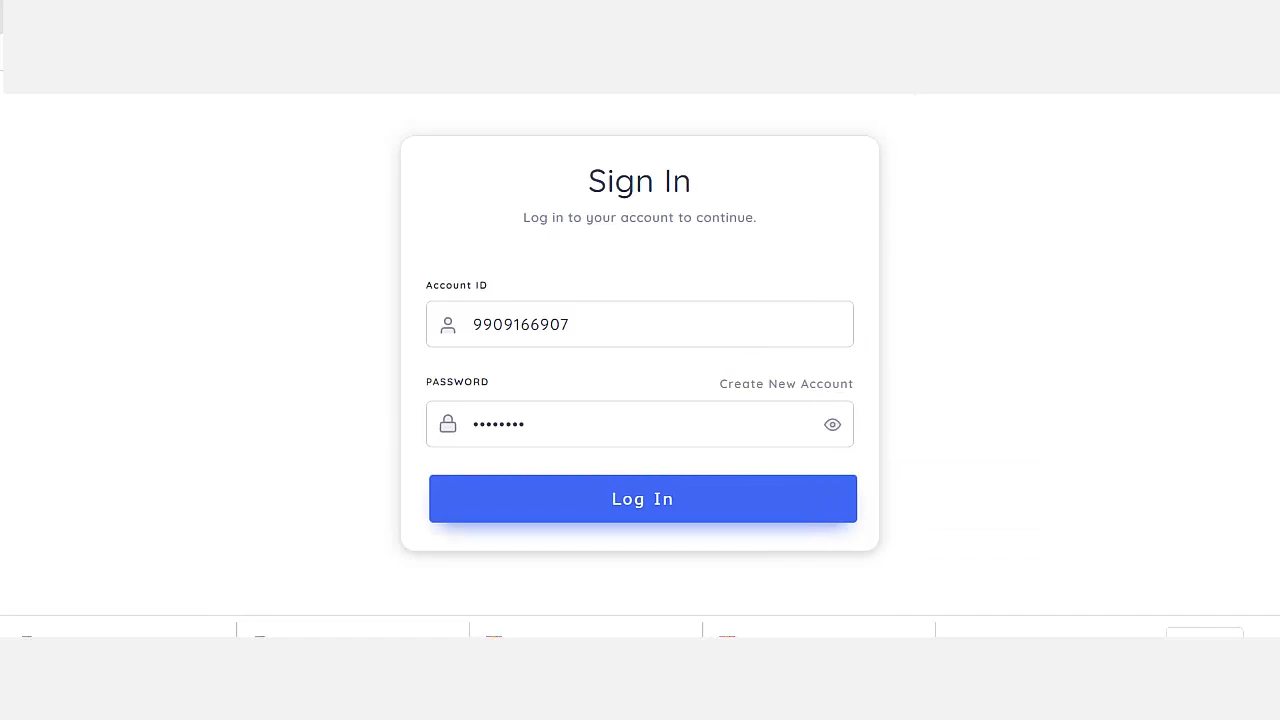 Sign In
Log in to your account to continue.
Account ID
9909166907
PASSWORD
Create New Account
••••••••
Log In